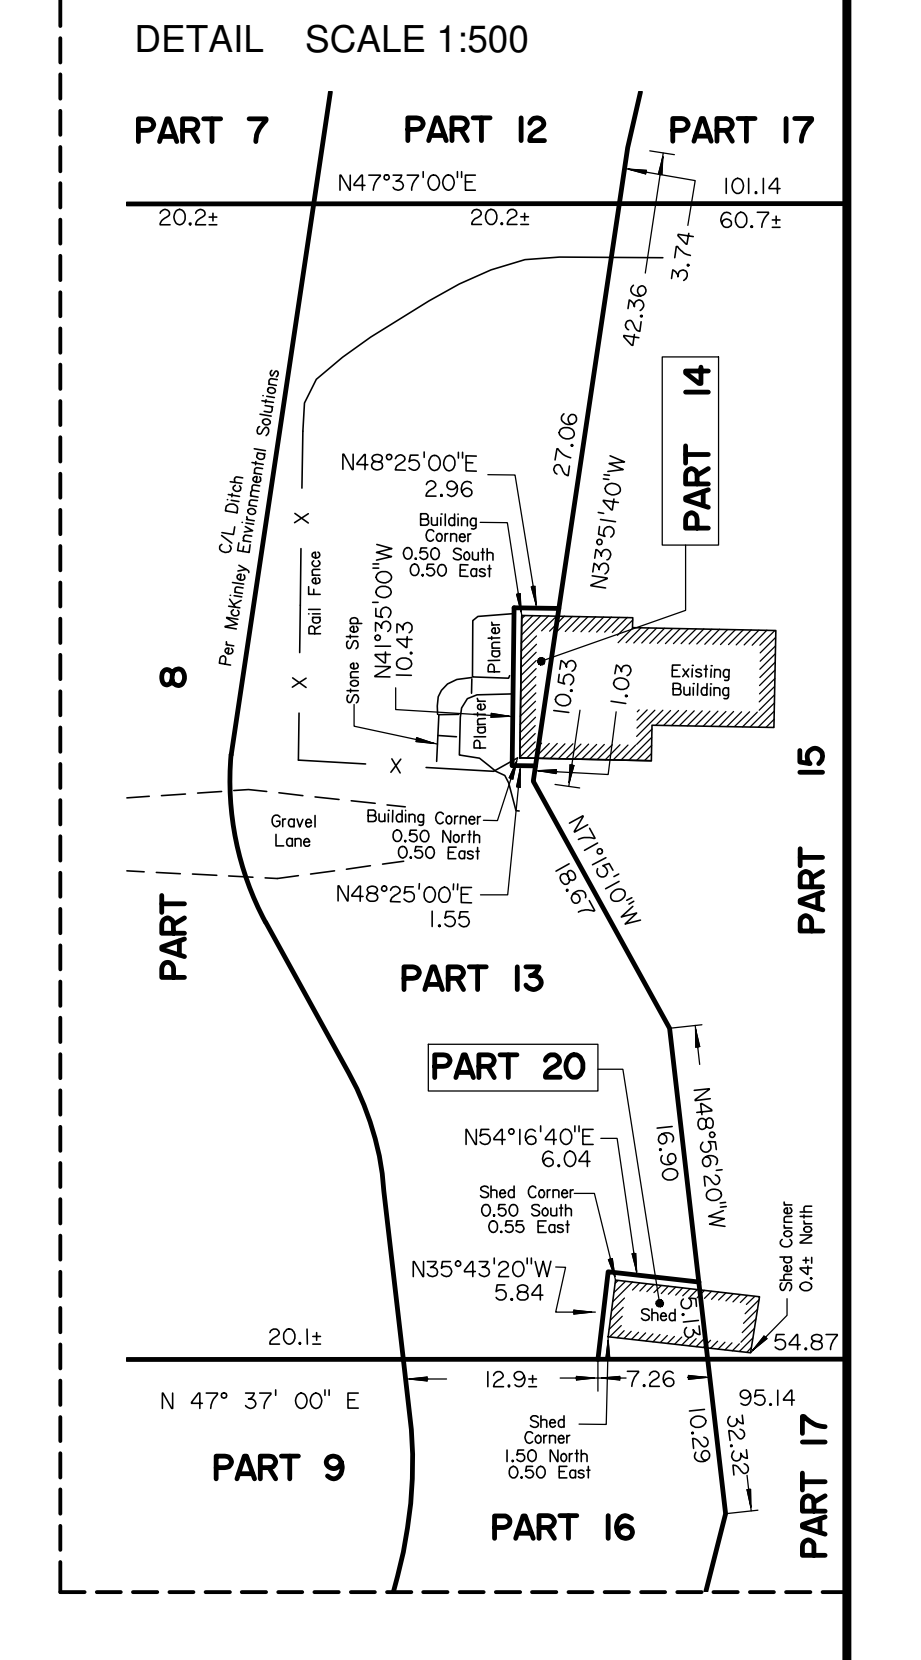 DETAIL SCALE 1:500
PART 7
PART 12
PART 17
N47°37'00"E
101.14
20.2±
20.2±
60.7±
3.74
42.36
PART 14
27.06
N33°51'40"W
C/L Ditch
Per McKinley Environmental Solutions
N48°25'00"E
2.96
Building
Corner
0.50 South
0.50 East
X
Rail Fence
X
X
N41°35'00"W
10.43
Stone Step
Planter
Planter
10.53
1.03
Existing
Building
PART 8
PART 15
Gravel
Lane
Building Corner
0.50 North
0.50 East
N48°25'00"E
1.55
N71°15'10"W
18.67
PART 13
PART 20
N54°16'40"E
6.04
16.90
N48°56'20"W
Shed Corner
0.50 South
0.55 East
Shed Corner
0.4± North
N35°43'20"W
5.84
Shed
5.13
20.1±
54.87
12.9±
7.26
N 47° 37' 00" E
95.14
Shed
Corner
1.50 North
0.50 East
10.29
32.32
PART 9
PART 16
PART 17